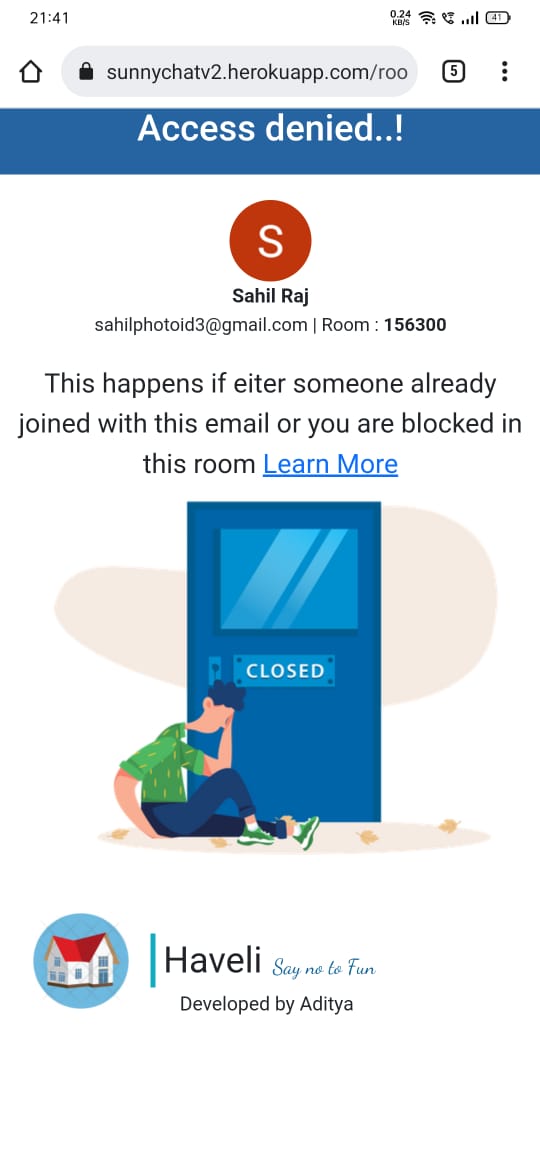 21:41
0.24
KB/S
41
sunnychatv2.herokuapp.com/roo
5
Access denied..!
S
Sahil Raj
sahilphotoid3@gmail.com | Room : 156300
This happens if eiter someone already
joined with this email or you are blocked in
this room Learn More
CLOSED
Haveli Say no to Fun
Developed by Aditya